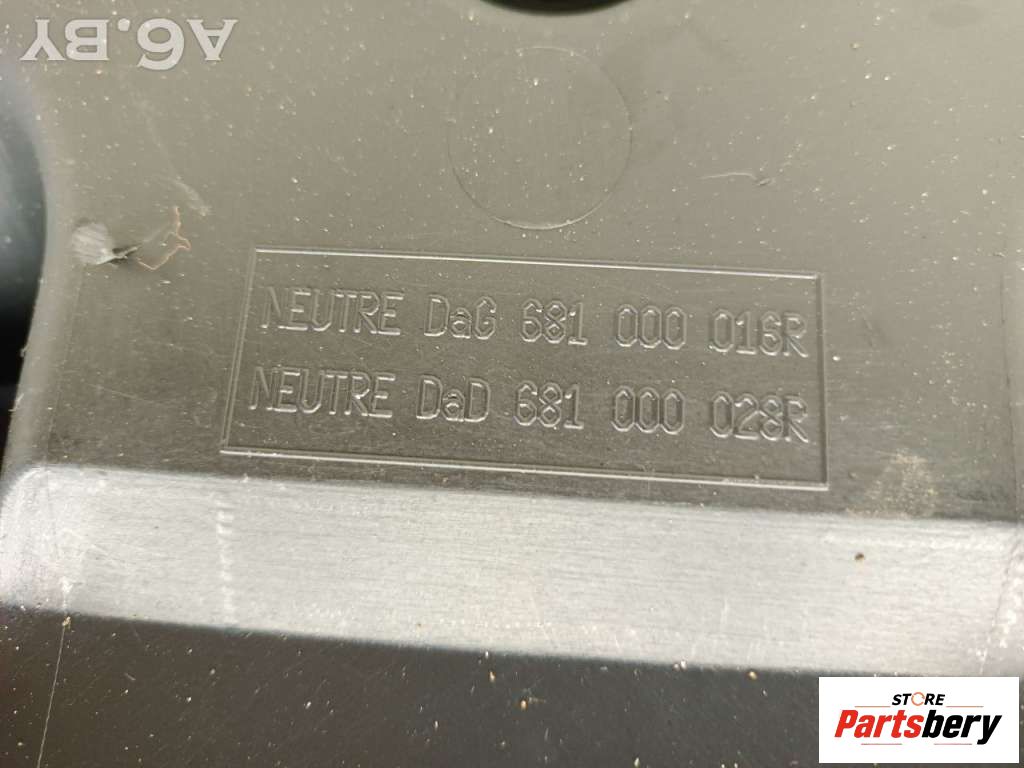 A6.BY
NEUTRE DaG 681 000 016R
NEUTRE DaD 681 000 028R
STORE
Partsbery